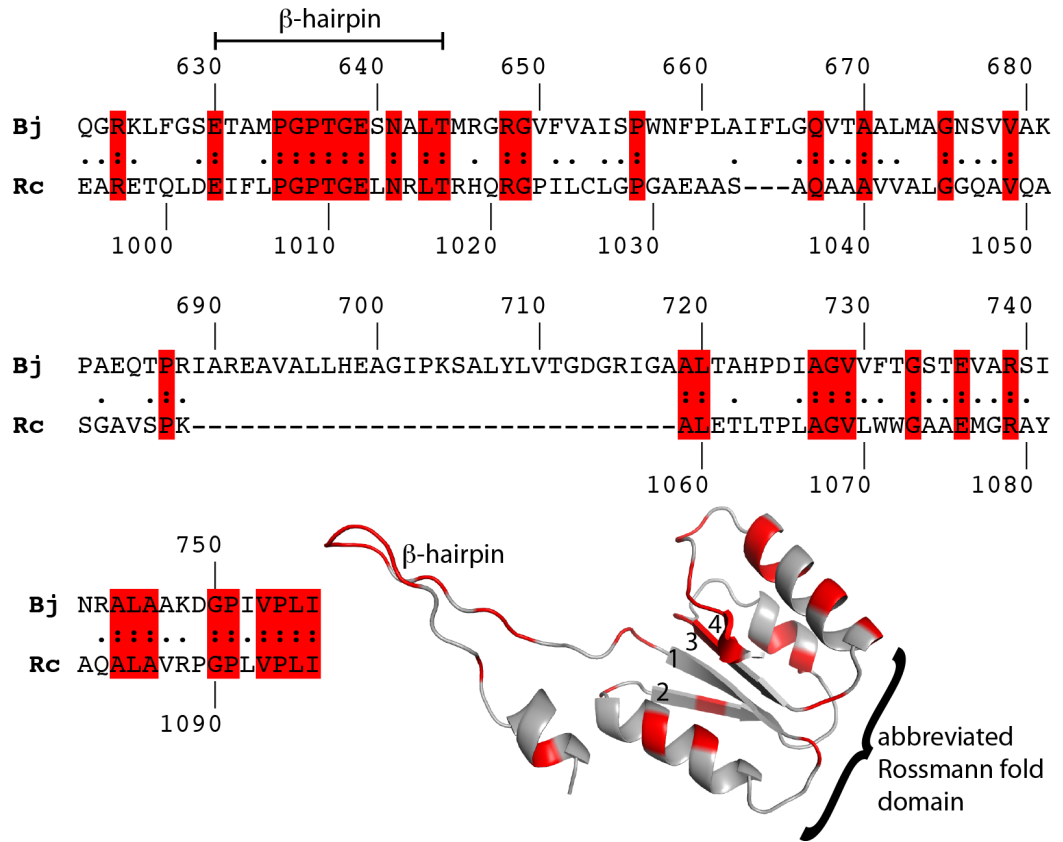 β-hairpin
630 640 650 660 670 680
Bj QGRKLFGSETAMPGPTGESNALTMRGRGVFVAISPWNFPLAIFLGQVTAALMAGNSVVAK
Rc EARETQLDEIFLPGPTGELNRLTRHQRGPILCLGPGAEAAS---AQAAAVVALGGQAVQA
1000 1010 1020 1030 1040 1050
690 700 710 720 730 740
Bj PAEQTPRIAREAVALLHEAGIPKSALYLVTGDGRIGAALTAHPDIAGVVFTGSTEVARSI
Rc SGAVSPK------------------------------ALETLTPLAGVLWWGAAEMGRAY
1060 1070 1080
750
Bj NRALAAKDGPIVPLI
Rc AQALAVRPGPLVPLI
1090
β-hairpin
4
3
1
2
abbreviated
Rossmann fold
domain